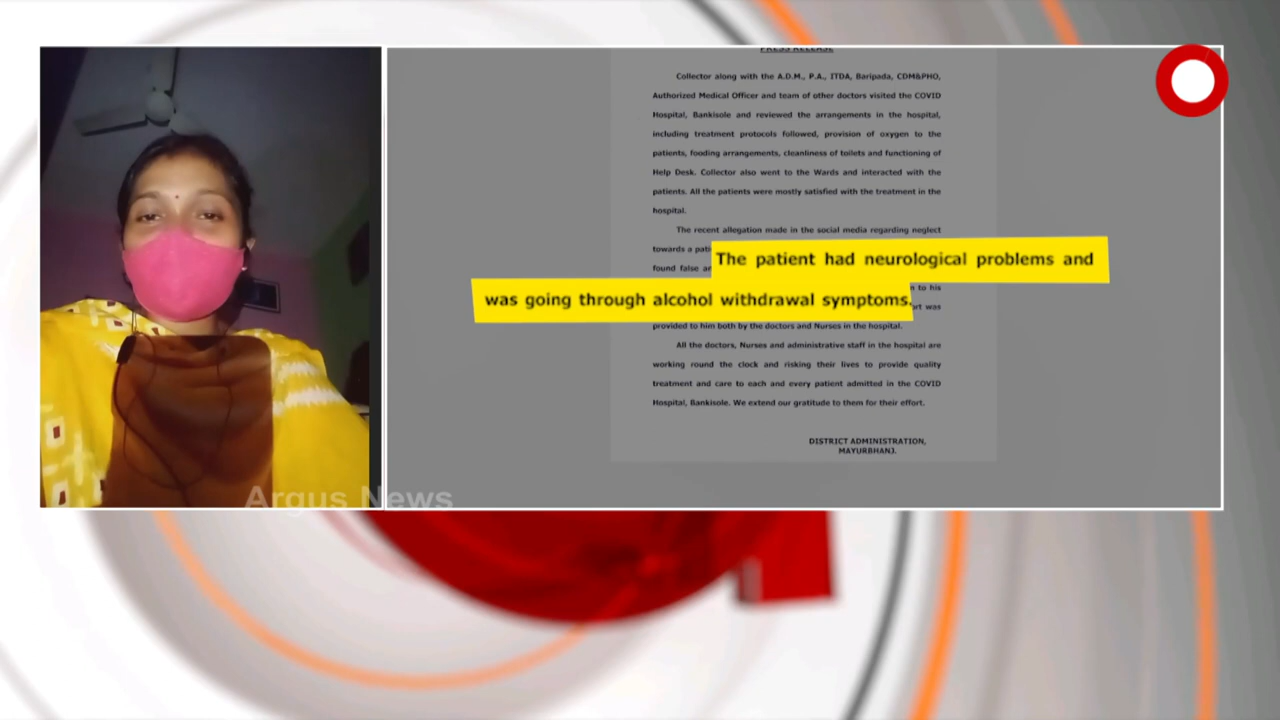 PRESS RELEASE
Collector along with the A.D.M., P.A., ITDA, Baripada, CDM&PHO,
Authorized Medical Officer and team of other doctors visited the COVID
Hospital, Bankisole and reviewed the arrangements in the hospital,
including treatment protocols followed, provision of oxygen to the
patients, fooding arrangements, cleanliness of toilets and functioning of
Help Desk. Collector also went to the Wards and interacted with the
patients. All the patients were mostly satisfied with the treatment in the
hospital.
The recent allegation made in the social media regarding neglect
towards a
The patient had neurological problems and
found false
to his
was going through alcohol withdrawal symptoms.
was
provided to him both by the doctors and Nurses in the hospital.
All the doctors, Nurses and administrative staff in the hospital are
working round the clock and risking their lives to provide quality
treatment and care to each and every patient admitted in the COVID
Hospital, Bankisole. We extend our gratitude to them for their effort.
DISTRICT ADMINISTRATION,
MAYURBHANJ.
Argus News